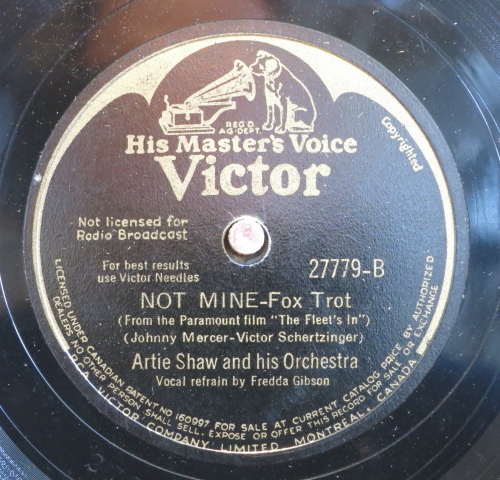 REG'D.
AG-DEPT.
His Master's Voice
Victor
Copyrighted
Not licensed for
Radio Broadcast
For best results
use Victor Needles
27779-B
NOT MINE-Fox Trot
(From the Paramount film "The Fleet's In")
(Johnny Mercer-Victor Schertzinger)
Artie Shaw and his Orchestra
Vocal refrain by Fredda Gibson
LICENSED UNDER CANADIAN PATENT NO 160997 FOR SALE AT CURRENT CATALOG PRICE BY AUTHORIZED
DEALERS NO OTHER PERSON SHALL SELL. EXPOSE OR OFFER THIS RECORD FOR SALE OR EXCHANGE
RCA VICTOR COMPANY, LIMITED, MONTREAL, CANADA